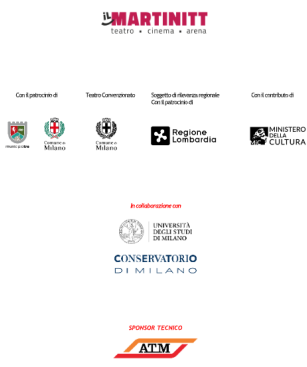 il MARTINITT
teatro • cinema • arena
Con il patrocinio di
Teatro Convenzionato
Soggetto di rilevanza regionale
Con il patrocinio di
Con il contributo di
Comune di
Milano
Comune di
Milano
Regione
Lombardia
MINISTERO
DELLA
CULTURA
In collaborazione con
UNIVERSITÀ
DEGLI STUDI
DI MILANO
CONSERVATORIO
DI MILANO
SPONSOR TECNICO
ATM